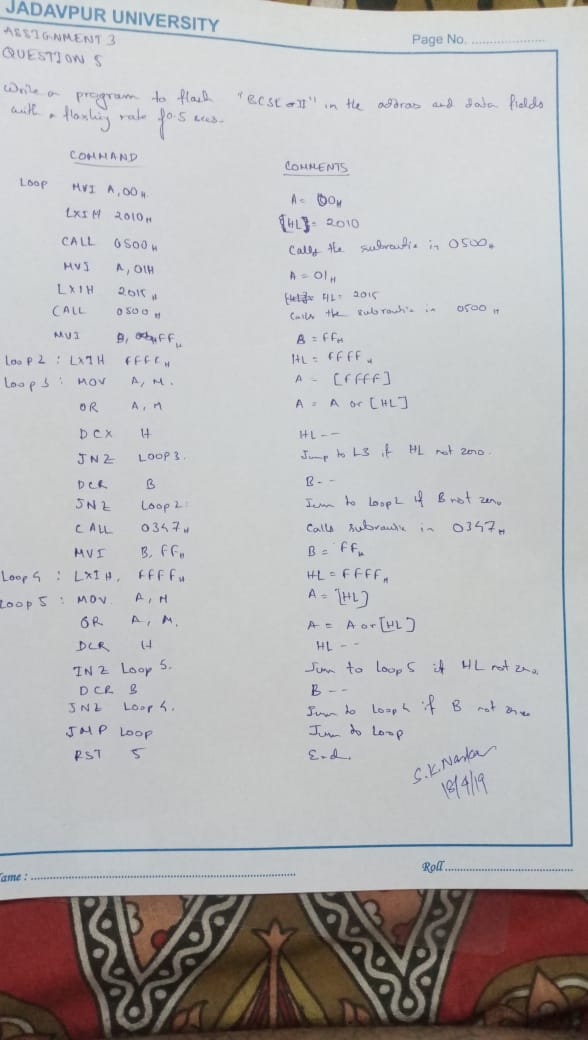 JADAVPUR UNIVERSITY
Page No. ....................
ASSIGNMENT 3
QUESTION 5
Write a program to flash "BCSE-II" in the address and data fields
with a flashing rate of 0.5 secs.
COMMAND COMMENTS
Loop MVI A,00H A = 00H
LXI H 2010H [HL] = 2010
CALL 0500H Calls the subroutine in 0500H
MVI A,01H A = 01H
LXI H 2015H HL = 2015
CALL 0500H Calls the subroutine in 0500H
MVI B, FFH B = FFH
Loop 2 : LXI H FFFFH HL = FFFFH
Loop 3 : MOV A, M. A = [FFFF]
OR A, M A = A or [HL]
DCX H HL--
JNZ LOOP3. Jump to L3 if HL not zero.
DCR B B--
JNZ Loop 2 Jum to loop2 if B not zero
CALL 0347H Calls subroutine in 0347H
MVI B, FFH B = FFH
Loop 4 : LXI H, FFFFH HL = FFFFH
Loop 5 : MOV A, M A = [HL]
OR A, M. A = A or [HL]
DCR H HL--
JNZ Loop 5. Jum to loop 5 if HL not zero.
DCR B B--
JNZ Loop 4. Jum to loop 4 if B not zero
JMP Loop Jum to Loop
RST 5 End.
S.K. Naskar
18/4/19
Roll ....................
ame : ....................